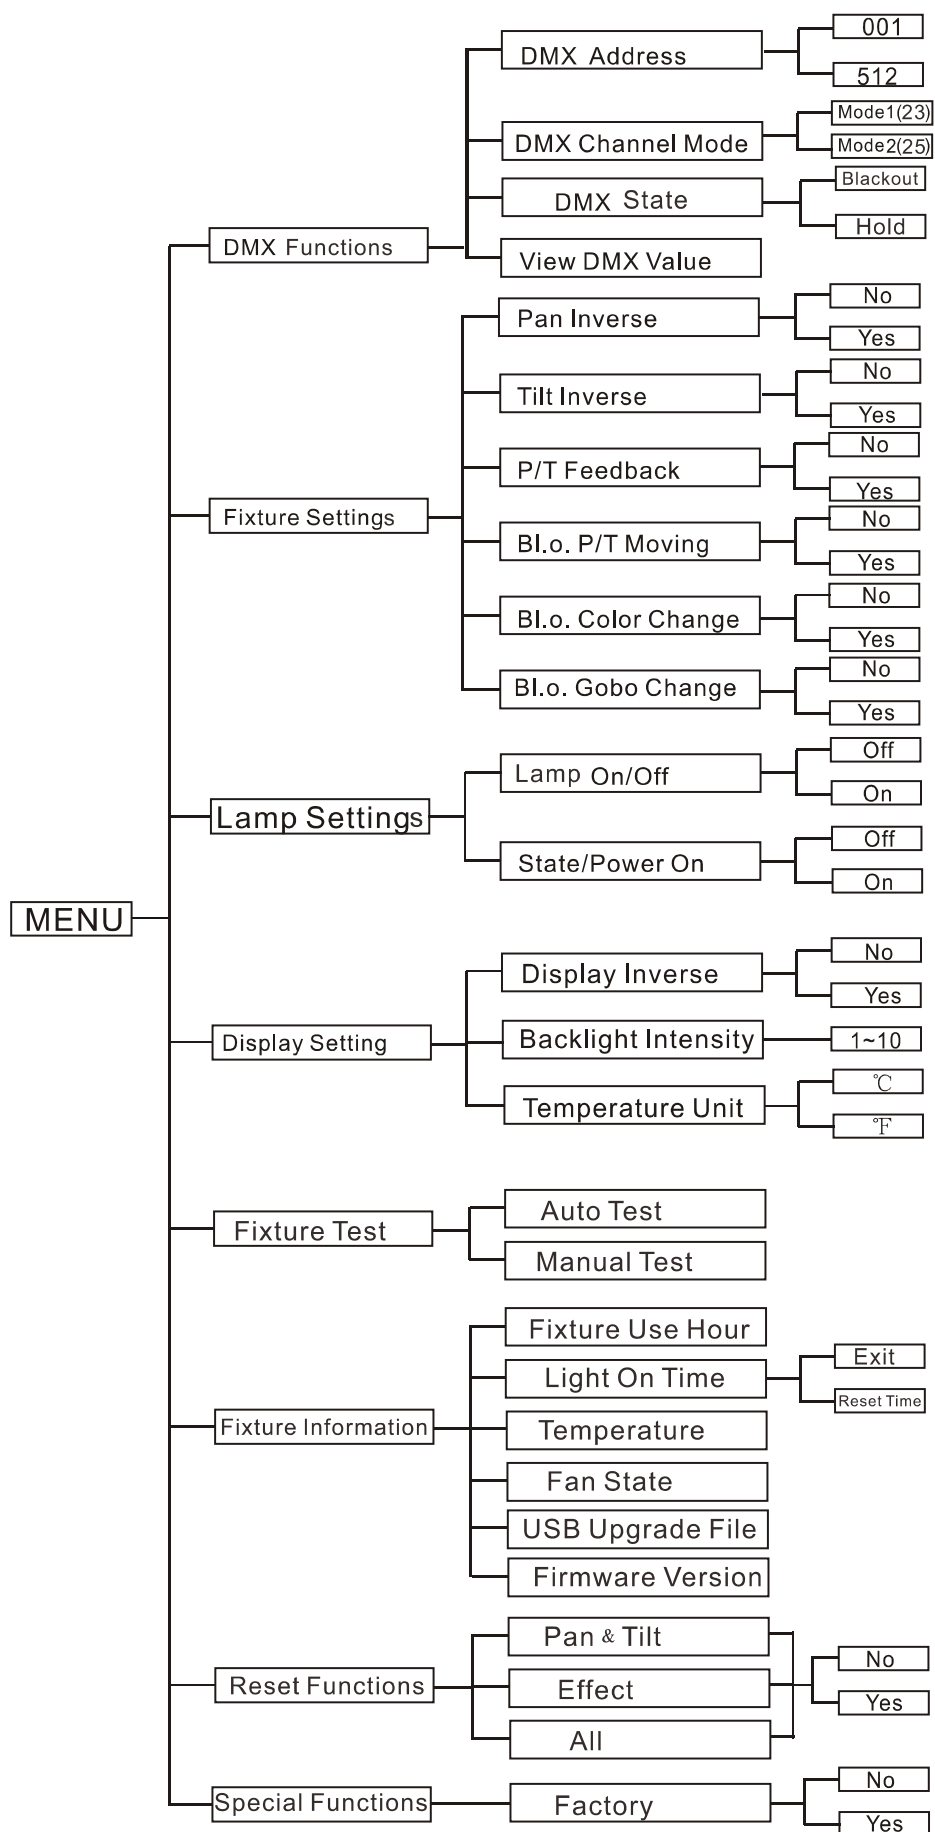 MENU
DMX Functions
DMX Address
001
512
DMX Channel Mode
Mode1(23)
Mode2(25)
DMX State
Blackout
Hold
View DMX Value
Fixture Settings
Pan Inverse
No
Yes
Tilt Inverse
No
Yes
P/T Feedback
No
Yes
Bl.o. P/T Moving
No
Yes
Bl.o. Color Change
No
Yes
Bl.o. Gobo Change
No
Yes
Lamp Settings
Lamp On/Off
Off
On
State/Power On
Off
On
Display Setting
Display Inverse
No
Yes
Backlight Intensity
1~10
Temperature Unit
℃
℉
Fixture Test
Auto Test
Manual Test
Fixture Information
Fixture Use Hour
Light On Time
Exit
Reset Time
Temperature
Fan State
USB Upgrade File
Firmware Version
Reset Functions
Pan & Tilt
Effect
All
No
Yes
Special Functions
Factory
No
Yes